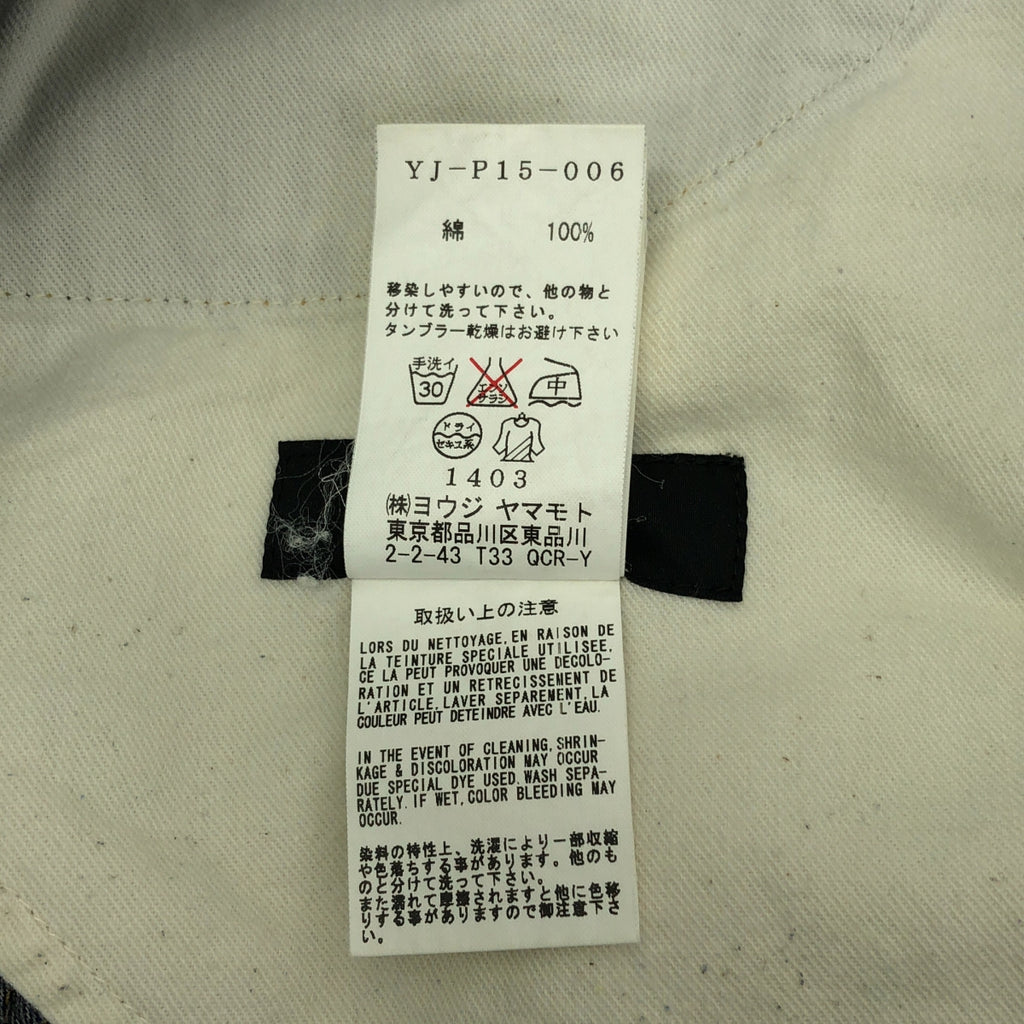 YJ-P15-006
綿 100%
移染しやすいので、他の物と
分けて洗って下さい。
タンブラー乾燥はお避け下さい
手洗イ 30 エンソ サラシ 中
ドライ セキユ系
1403
㈱ヨウジ ヤマモト
東京都品川区東品川
2-2-43 T33 QCR-Y
取扱い上の注意
LORS DU NETTOYAGE, EN RAISON DE
LA TEINTURE SPECIALE UTILISEE,
CE LA PEUT PROVOQUER UNE DECOLO-
RATION ET UN RETRECISSEMENT DE
L'ARTICLE, LAVER SEPAREMENT, LA
COULEUR PEUT DETEINDRE AVEC L'EAU.
IN THE EVENT OF CLEANING, SHRIN-
KAGE & DISCOLORATION MAY OCCUR
DUE SPECIAL DYE USED. WASH SEPA-
RATELY. IF WET, COLOR BLEEDING MAY
OCCUR.
染料の特性上、洗濯により一部収縮
や色落ちする事があります。他のも
のと分けて洗って下さい。
また濡れて摩擦されますと他に色移
りする事がありますので御注意下さ
い。